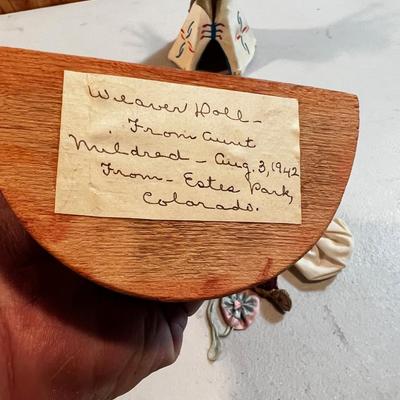 Weaver Doll -
From Aunt
Mildred - Aug. 3, 1942
From - Estes Park,
Colorado.